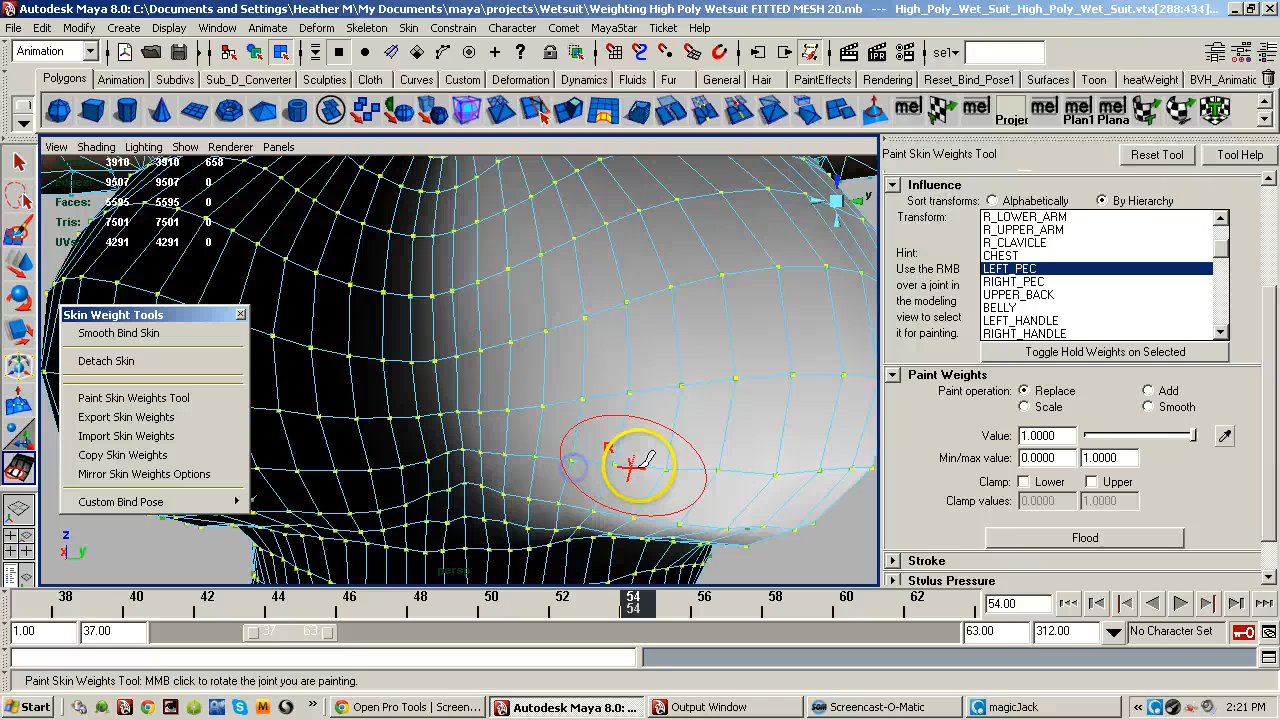 Autodesk Maya 8.0: C:\Documents and Settings\Heather M\My Documents\maya\projects\Wetsuit\Weighting High Poly Wetsuit FITTED MESH 20.mb --- High_Poly_Wet_Suit_High_Poly_Wet_Suit.vtx[288:434]...
File Edit Modify Create Display Window Animate Deform Skeleton Skin Constrain Character Comet MayaStar Ticket Help
Animation sel
Polygons Animation Subdivs Sub_D_Converter Sculpties Cloth Curves Custom Deformation Dynamics Fluids Fur General Hair PaintEffects Rendering Reset_Bind_Pose1 Surfaces Toon heatWeight BVH_Animatic
mel mel Projec mel Plan1 mel Plana
View Shading Lighting Show Renderer Panels
Paint Skin Weights Tool Reset Tool Tool Help
3910 3910 658
Edges: 9507 9507 0
Faces: 5595 5595 0
Tris: 7501 7501 0
UVs: 4291 4291 0
y
Influence
Sort transforms: Alphabetically By Hierarchy
Transform: R_LOWER_ARM
R_UPPER_ARM
R_CLAVICLE
CHEST
LEFT_PEC
RIGHT_PEC
UPPER_BACK
BELLY
LEFT_HANDLE
RIGHT_HANDLE
Hint:
Use the RMB
over a joint in
the modeling
view to select
it for painting.
Toggle Hold Weights on Selected
Paint Weights
Paint operation: Replace Add
Scale Smooth
Value: 1.0000
Min/max value: 0.0000 1.0000
Clamp: Lower Upper
Clamp values: 0.0000 1.0000
Flood
Stroke
Stylus Pressure
Skin Weight Tools
Smooth Bind Skin
Detach Skin
Paint Skin Weights Tool
Export Skin Weights
Import Skin Weights
Copy Skin Weights
Mirror Skin Weights Options
Custom Bind Pose
z
x y
persp
38 40 42 44 46 48 50 52 54 56 58 60 62
54
54.00
1.00 37.00 37 63 63.00 312.00 No Character Set
Paint Skin Weights Tool: MMB click to rotate the joint you are painting.
Start Open Pro Tools | Screen... Autodesk Maya 8.0: ... Output Window Screencast-O-Matic magicJack 2:21 PM